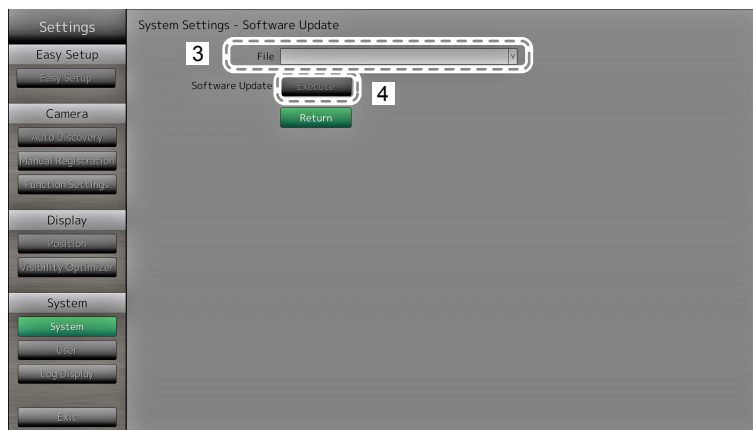 Settings
System Settings - Software Update
Easy Setup
Easy Setup
Camera
Auto Discovery
Manual Registration
Function Settings
Display
Position
Visibility Optimizer
System
System
User
Log Display
Exit
3
File
V
Software Update
Execute
4
Return